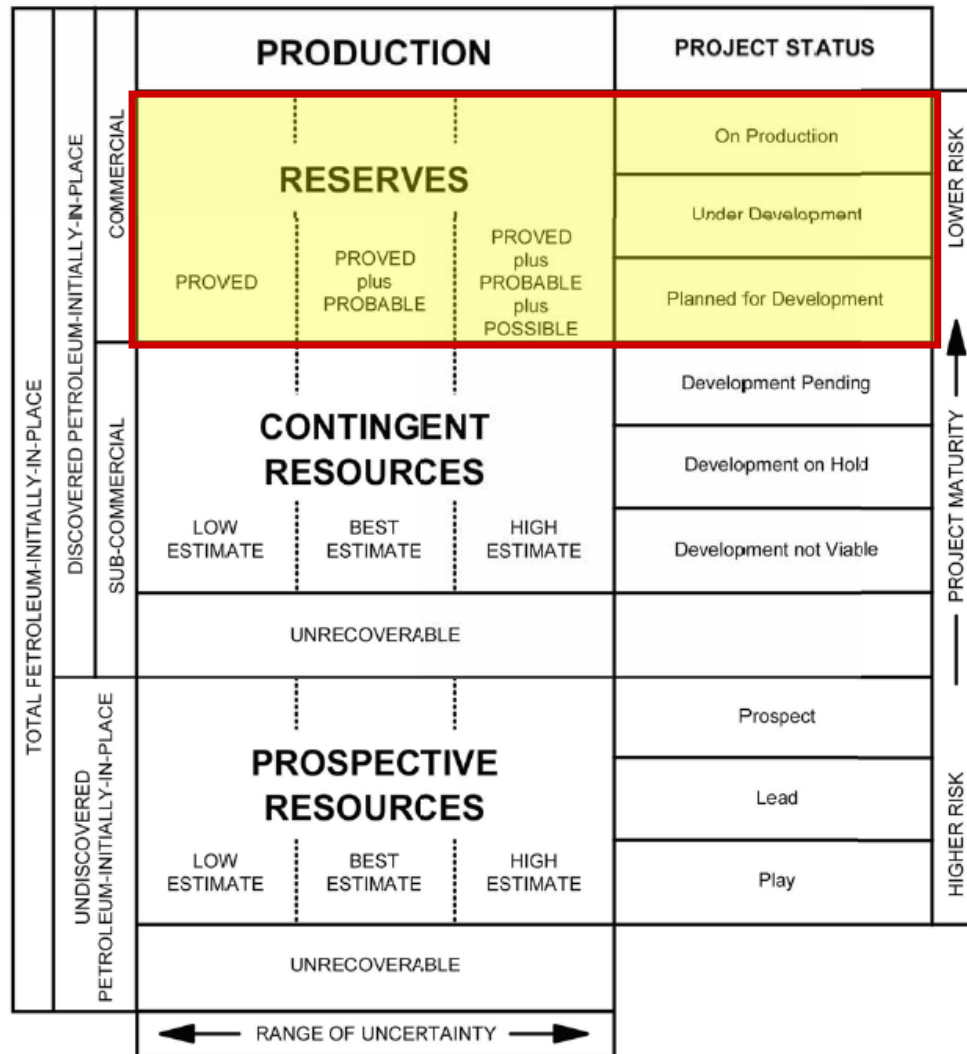 PRODUCTION
PROJECT STATUS
TOTAL FETROLEUM-INITIALLY-IN-PLACE
DISCOVERED PETROLEUM-INITIALLY-IN-PLACE
COMMERCIAL
RESERVES
PROVED
PROVED
plus
PROBABLE
PROVED
plus
PROBABLE
plus
POSSIBLE
On Production
Under Development
Planned for Development
LOWER RISK
SUB-COMMERCIAL
CONTINGENT
RESOURCES
LOW
ESTIMATE
BEST
ESTIMATE
HIGH
ESTIMATE
Development Pending
Development on Hold
Development not Viable
PROJECT MATURITY
UNRECOVERABLE
UNDISCOVERED
PETROLEUM-INITIALLY-IN-PLACE
PROSPECTIVE
RESOURCES
LOW
ESTIMATE
BEST
ESTIMATE
HIGH
ESTIMATE
Prospect
Lead
Play
HIGHER RISK
UNRECOVERABLE
RANGE OF UNCERTAINTY